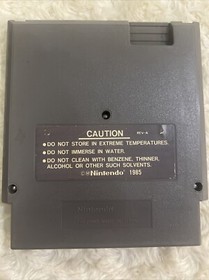 CAUTION
•DO NOT STORE IN EXTREME TEMPERATURES.
•DO NOT IMMERSE IN WATER.
•DO NOT CLEAN WITH BENZENE, THINNER,
ALCOHOL OR OTHER SUCH SOLVENTS.
©®Nintendo 1985